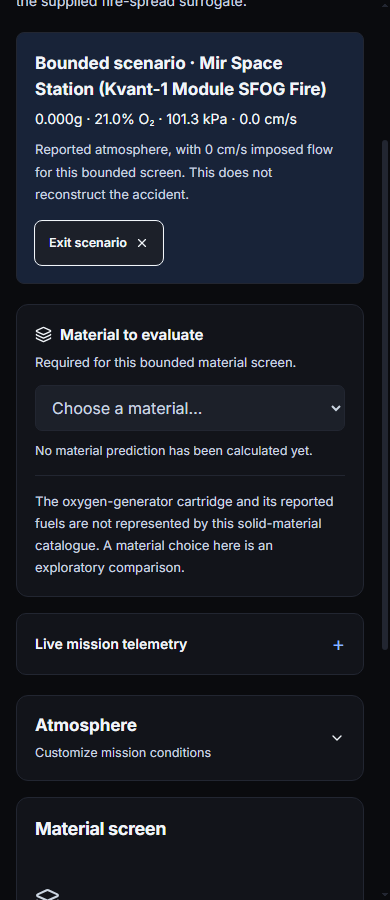 the supplied fire-spread surrogate.
Bounded scenario · Mir Space
Station (Kvant-1 Module SFOG Fire)
0.000g · 21.0% O₂ · 101.3 kPa · 0.0 cm/s
Reported atmosphere, with 0 cm/s imposed flow
for this bounded screen. This does not
reconstruct the accident.
Exit scenario ×
Material to evaluate
Required for this bounded material screen.
Choose a material...
No material prediction has been calculated yet.
The oxygen-generator cartridge and its reported
fuels are not represented by this solid-material
catalogue. A material choice here is an
exploratory comparison.
Live mission telemetry +
Atmosphere
Customize mission conditions
Material screen